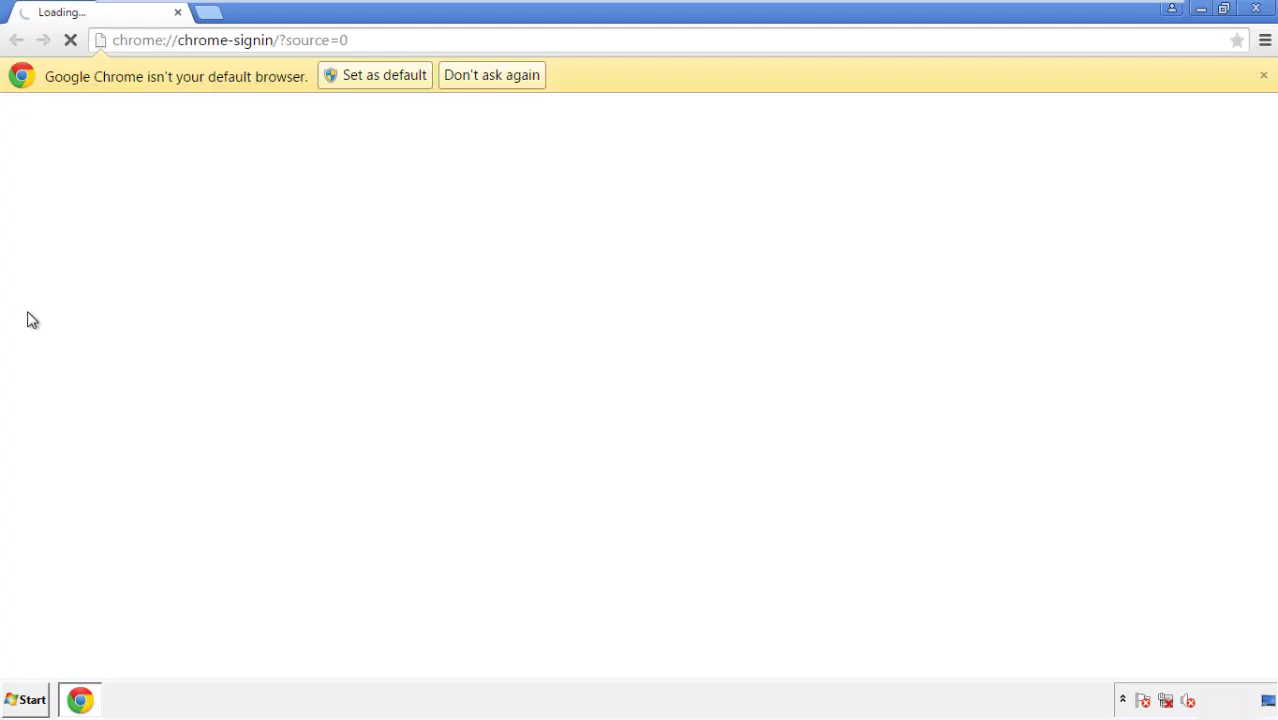 Loading...
chrome://chrome-signin/?source=0
Google Chrome isn't your default browser. Set as default Don't ask again
Start